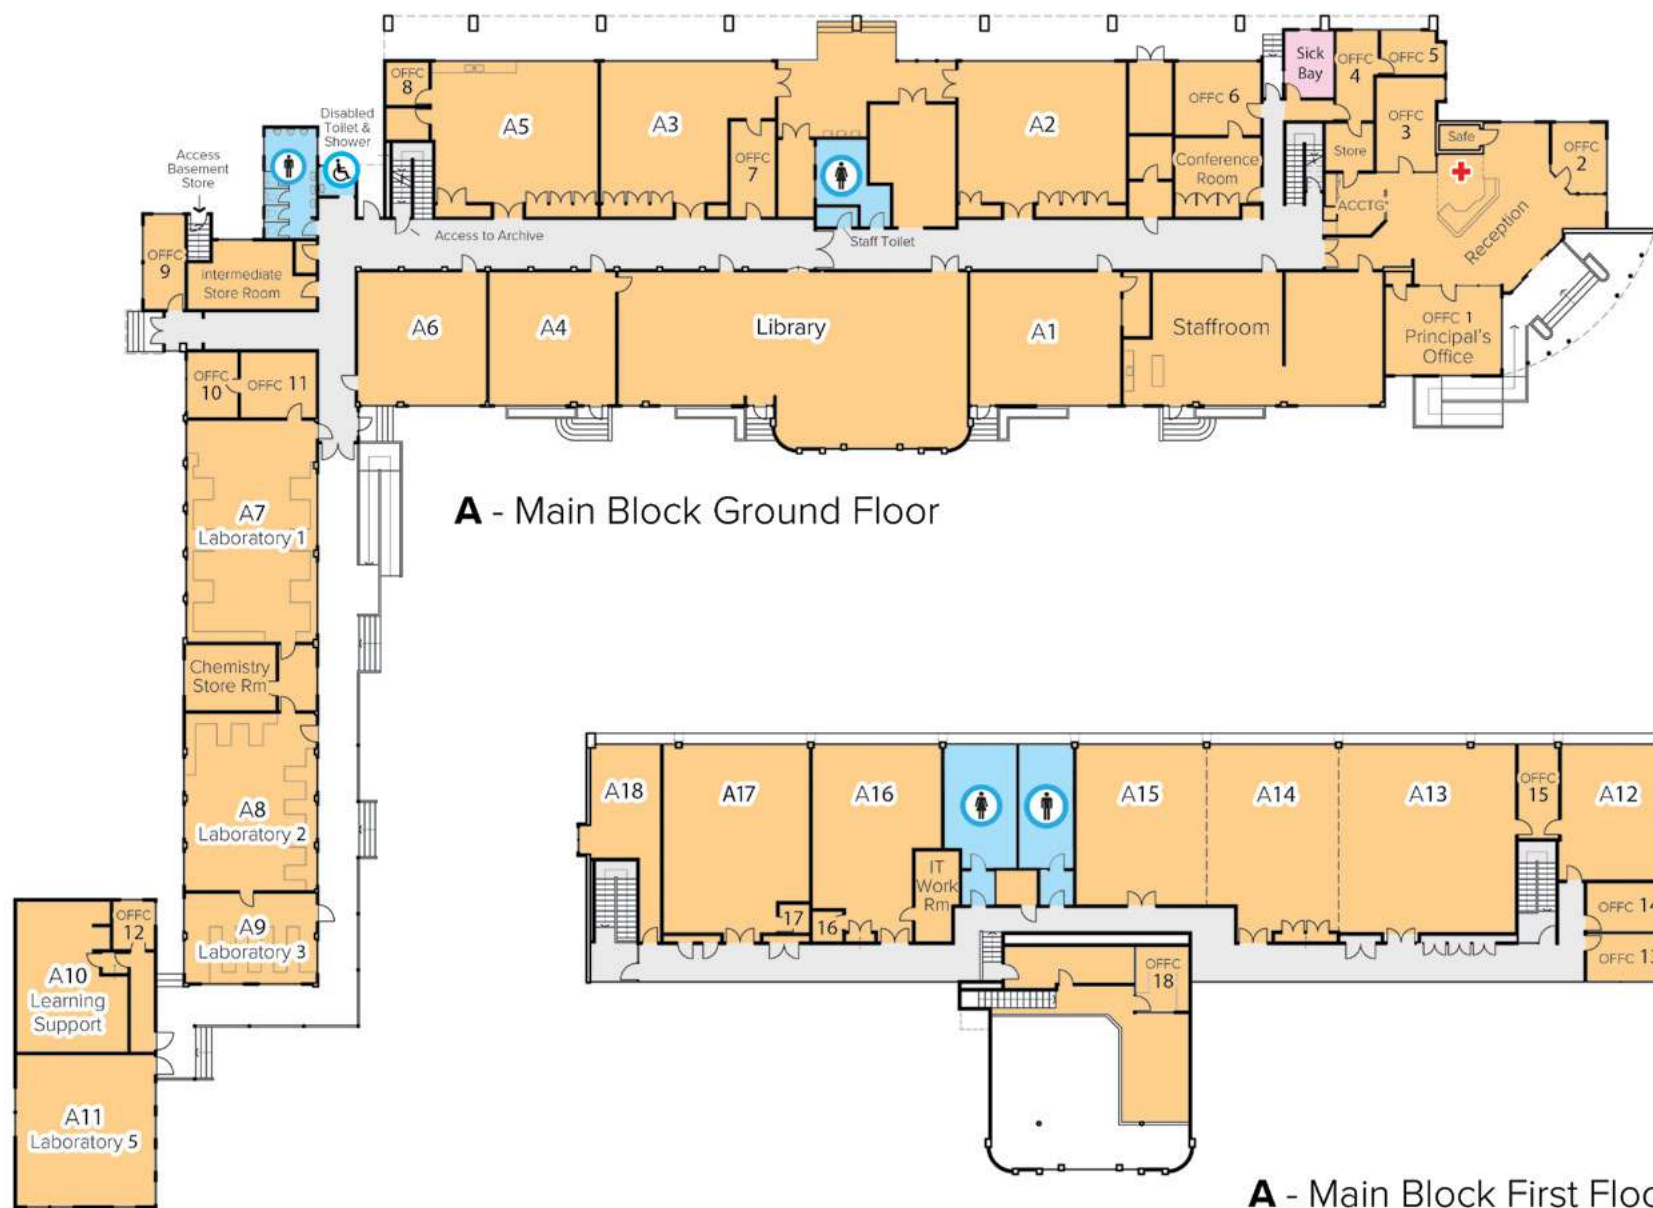 OFFC
8
A5
A3
OFFC
7
A2
OFFC 6
Conference
Room
Sick
Bay
OFFC
4
OFFC 5
OFFC
3
Store
Safe
OFFC
2
ACCTG
Reception
Disabled
Toilet &
Shower
Access
Basement
Store
Access to Archive
Staff Toilet
OFFC
9
intermediate
Store Room
A6
A4
Library
A1
Staffroom
OFFC 1
Principal's
Office
OFFC
10
OFFC 11
A7
Laboratory 1
A - Main Block Ground Floor
Chemistry
Store Rm
A8
Laboratory 2
A9
Laboratory 3
OFFC
12
A10
Learning
Support
A11
Laboratory 5
A18
A17
A16
A15
A14
A13
OFFC
15
A12
IT
Work
Rm
17
16
OFFC 14
OFFC 13
OFFC
18
A - Main Block First Floo